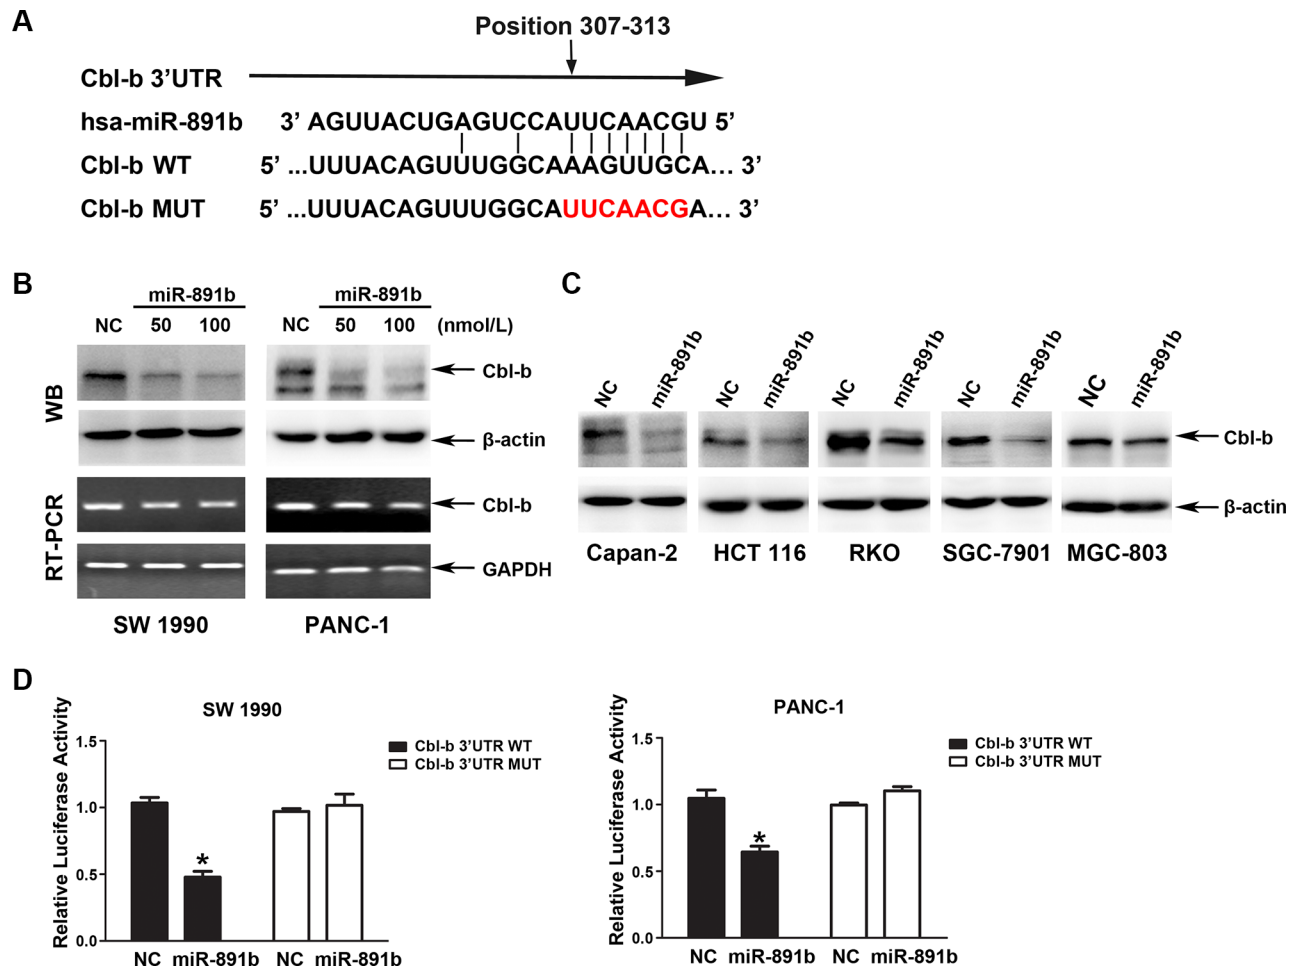 A
Position 307-313
Cbl-b 3’UTR
hsa-miR-891b 3’ AGUUACUGAGUCCAUUCAACGU 5’
Cbl-b WT 5’ ...UUUACAGUUUGGCAAAGUUGCA... 3’
Cbl-b MUT 5’ ...UUUACAGUUUGGCAUUCAACGA... 3’
B
miR-891b miR-891b
NC 50 100 NC 50 100 (nmol/L)
WB
Cbl-b
β-actin
RT-PCR
Cbl-b
GAPDH
SW 1990 PANC-1
C
NC miR-891b NC miR-891b NC miR-891b NC miR-891b NC miR-891b
Cbl-b
β-actin
Capan-2 HCT 116 RKO SGC-7901 MGC-803
D
SW 1990
Relative Luciferase Activity
1.5
1.0
0.5
0.0
NC miR-891b NC miR-891b
Cbl-b 3’UTR WT
Cbl-b 3’UTR MUT
PANC-1
Relative Luciferase Activity
1.5
1.0
0.5
0.0
*
*
NC miR-891b NC miR-891b
Cbl-b 3’UTR WT
Cbl-b 3’UTR MUT